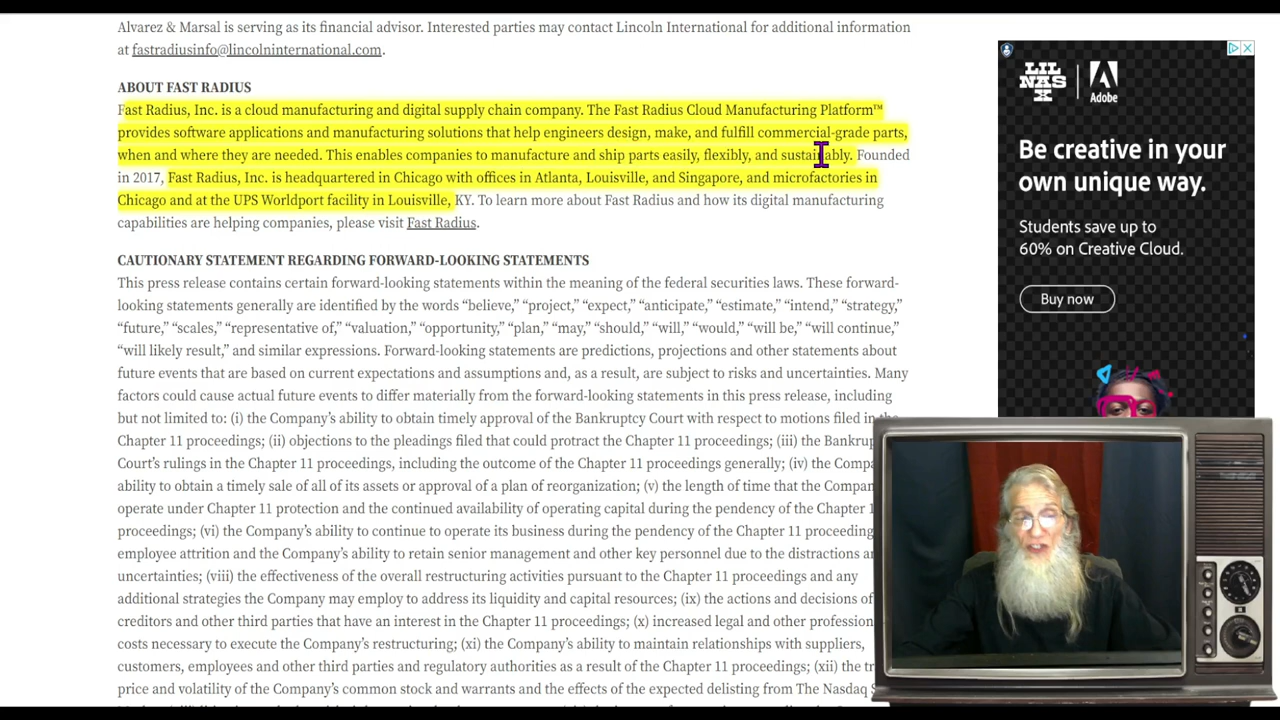 Alvarez & Marsal is serving as its financial advisor. Interested parties may contact Lincoln International for additional information
at fastradiusinfo@lincolninternational.com.
ABOUT FAST RADIUS
Fast Radius, Inc. is a cloud manufacturing and digital supply chain company. The Fast Radius Cloud Manufacturing Platform™
provides software applications and manufacturing solutions that help engineers design, make, and fulfill commercial-grade parts,
when and where they are needed. This enables companies to manufacture and ship parts easily, flexibly, and sustainably. Founded
in 2017, Fast Radius, Inc. is headquartered in Chicago with offices in Atlanta, Louisville, and Singapore, and microfactories in
Chicago and at the UPS Worldport facility in Louisville, KY. To learn more about Fast Radius and how its digital manufacturing
capabilities are helping companies, please visit Fast Radius.
CAUTIONARY STATEMENT REGARDING FORWARD-LOOKING STATEMENTS
This press release contains certain forward-looking statements within the meaning of the federal securities laws. These forward-
looking statements generally are identified by the words “believe,” “project,” “expect,” “anticipate,” “estimate,” “intend,” “strategy,”
“future,” “scales,” “representative of,” “valuation,” “opportunity,” “plan,” “may,” “should,” “will,” “would,” “will be,” “will continue,”
“will likely result,” and similar expressions. Forward-looking statements are predictions, projections and other statements about
future events that are based on current expectations and assumptions and, as a result, are subject to risks and uncertainties. Many
factors could cause actual future events to differ materially from the forward-looking statements in this press release, including
but not limited to: (i) the Company’s ability to obtain timely approval of the Bankruptcy Court with respect to motions filed in the
Chapter 11 proceedings; (ii) objections to the pleadings filed that could protract the Chapter 11 proceedings; (iii) the Bankrup
Court’s rulings in the Chapter 11 proceedings, including the outcome of the Chapter 11 proceedings generally; (iv) the Compa
ability to obtain a timely sale of all of its assets or approval of a plan of reorganization; (v) the length of time that the Compan
operate under Chapter 11 protection and the continued availability of operating capital during the pendency of the Chapter 1
proceedings; (vi) the Company’s ability to continue to operate its business during the pendency of the Chapter 11 proceeding
employee attrition and the Company’s ability to retain senior management and other key personnel due to the distractions an
uncertainties; (viii) the effectiveness of the overall restructuring activities pursuant to the Chapter 11 proceedings and any
additional strategies the Company may employ to address its liquidity and capital resources; (ix) the actions and decisions of
creditors and other third parties that have an interest in the Chapter 11 proceedings; (x) increased legal and other profession
costs necessary to execute the Company’s restructuring; (xi) the Company’s ability to maintain relationships with suppliers,
customers, employees and other third parties and regulatory authorities as a result of the Chapter 11 proceedings; (xii) the tr
price and volatility of the Company’s common stock and warrants and the effects of the expected delisting from The Nasdaq S
LIL NAS X
Adobe
Be creative in your
own unique way.
Students save up to
60% on Creative Cloud.
Buy now